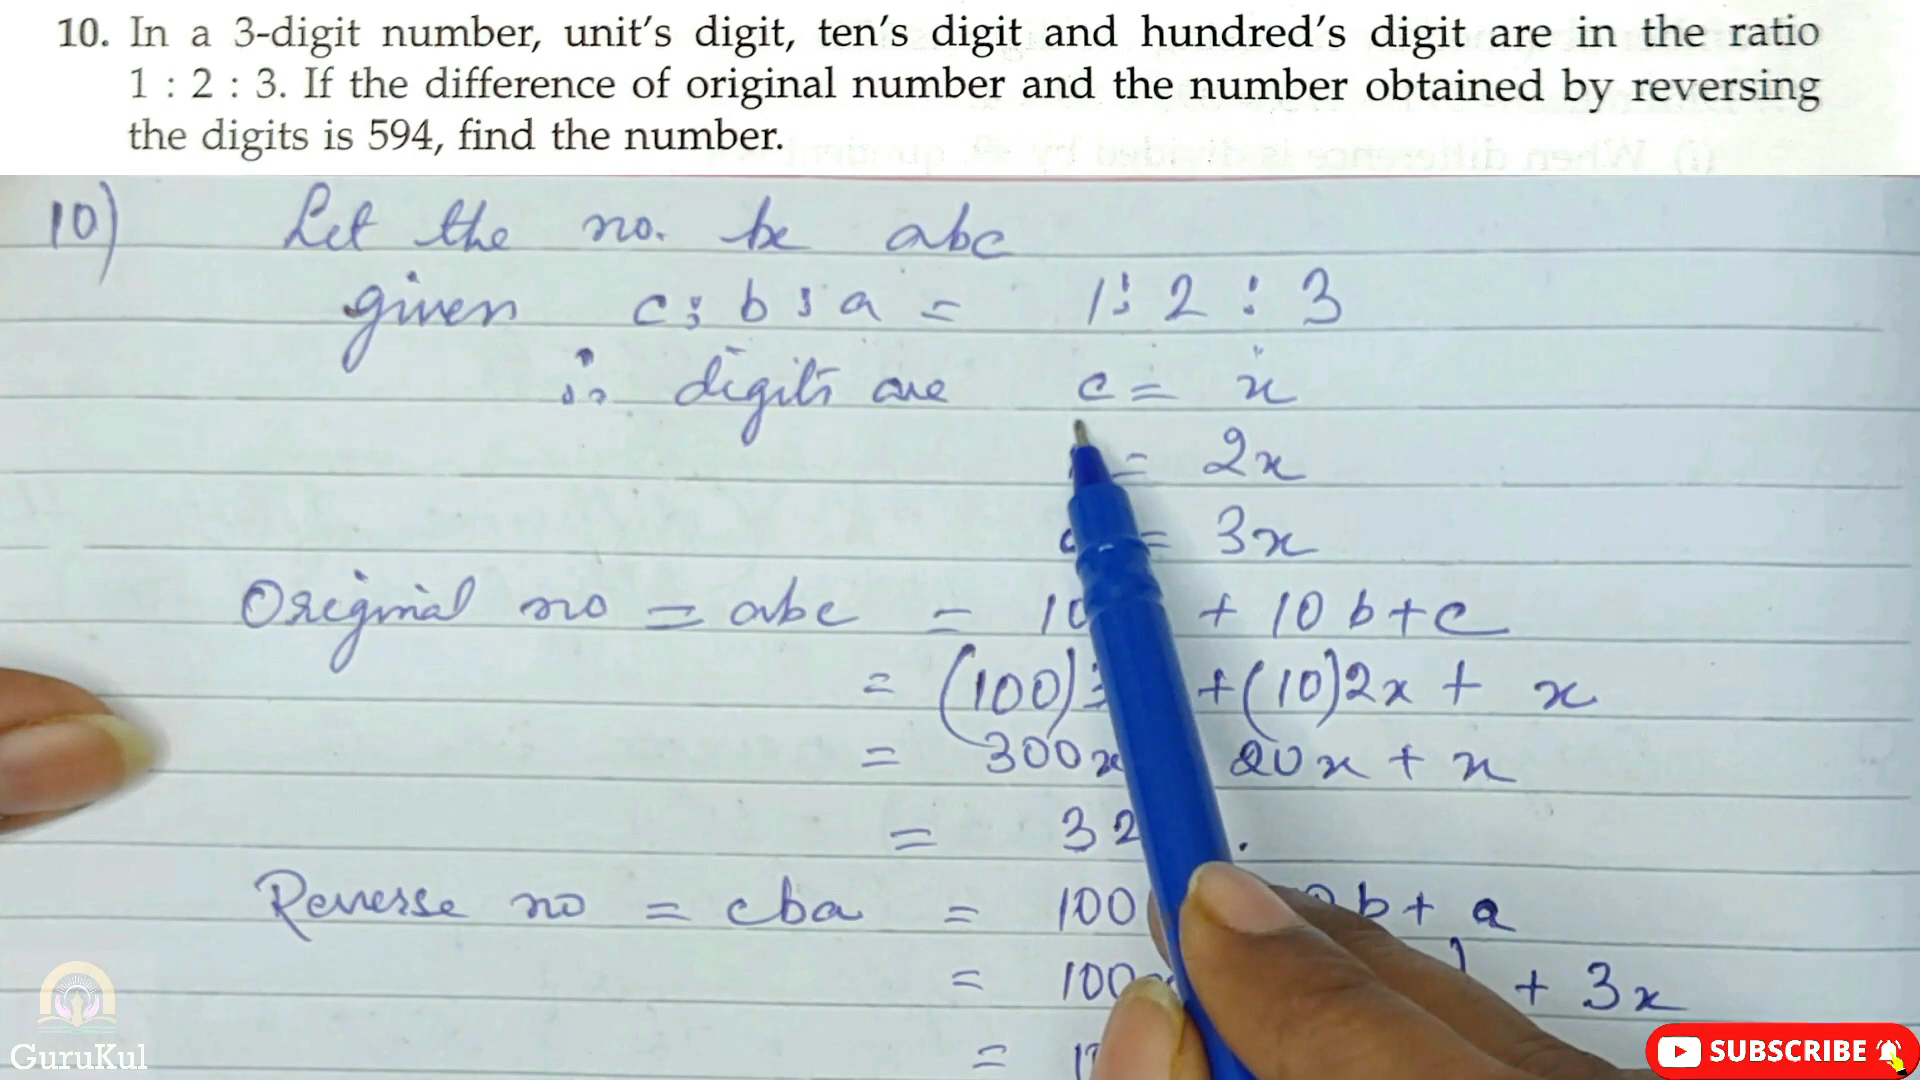 10. In a 3-digit number, unit's digit, ten's digit and hundred's digit are in the ratio
1 : 2 : 3. If the difference of original number and the number obtained by reversing
the digits is 594, find the number.
10) Let the no. be abc
given c : b : a = 1 : 2 : 3
∴ digits are c = x
= 2x
= 3x
Original no = abc = 10 + 10b + c
= (100) + (10)2x + x
= 300x 20x + x
= 32
Reverse no = cba = 100 b + a
= 100 + 3x
=
GuruKul
SUBSCRIBE